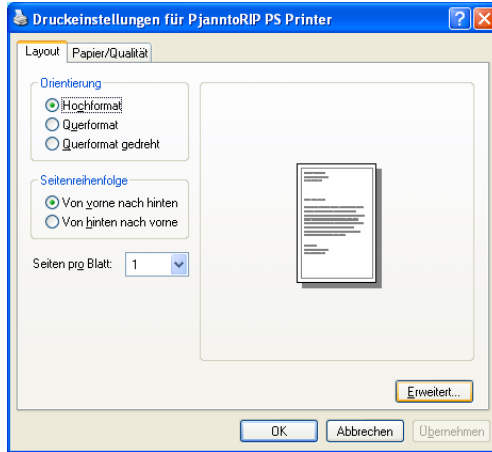 Druckeinstellungen für PjanntoRIP PS Printer
Layout Papier/Qualität
Orientierung
Hochformat
Querformat
Querformat gedreht
Seitenreihenfolge
Von vorne nach hinten
Von hinten nach vorne
Seiten pro Blatt: 1
Erweitert...
OK Abbrechen Übernehmen